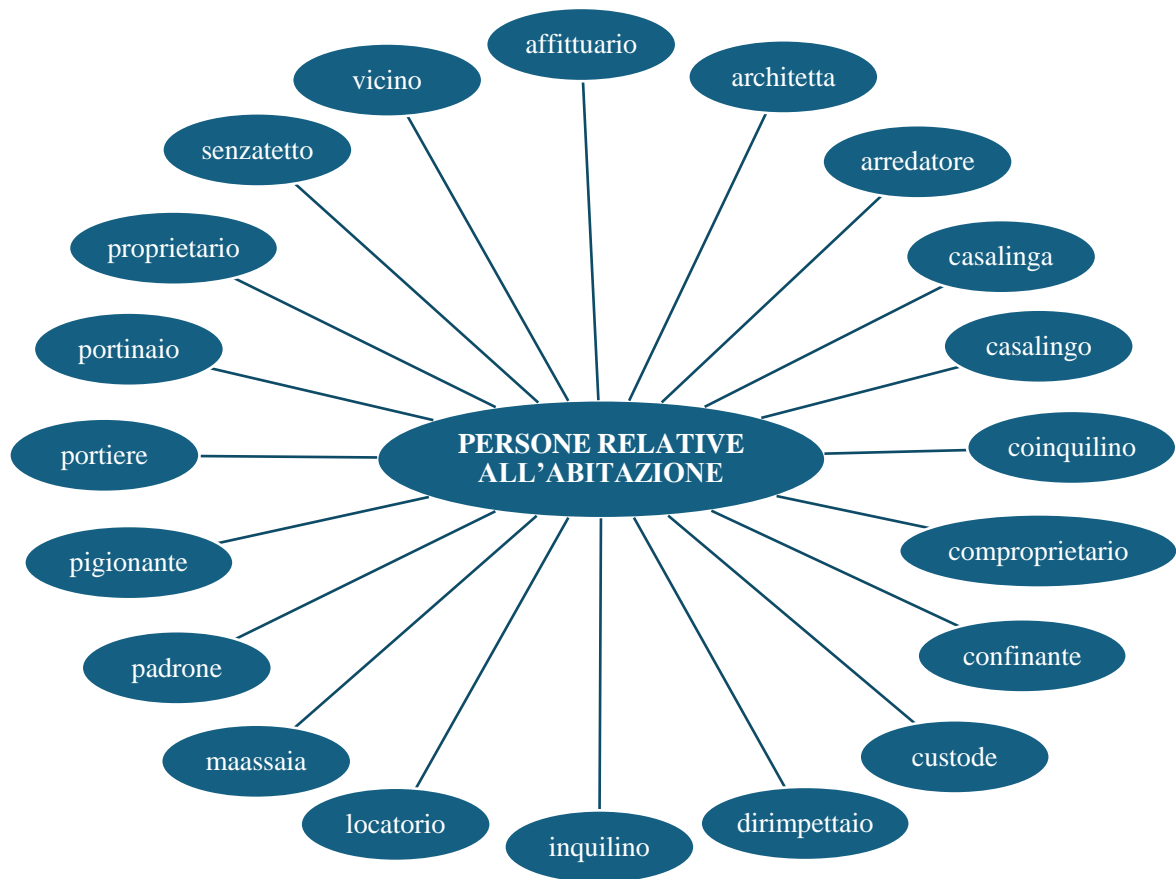 affittuario
vicino
architetta
senzatetto
arredatore
proprietario
casalinga
portinaio
casalingo
PERSONE RELATIVE
ALL'ABITAZIONE
portiere
coinquilino
pigionante
comproprietario
padrone
confinante
maassaia
custode
locatorio
dirimpettaio
inquilino